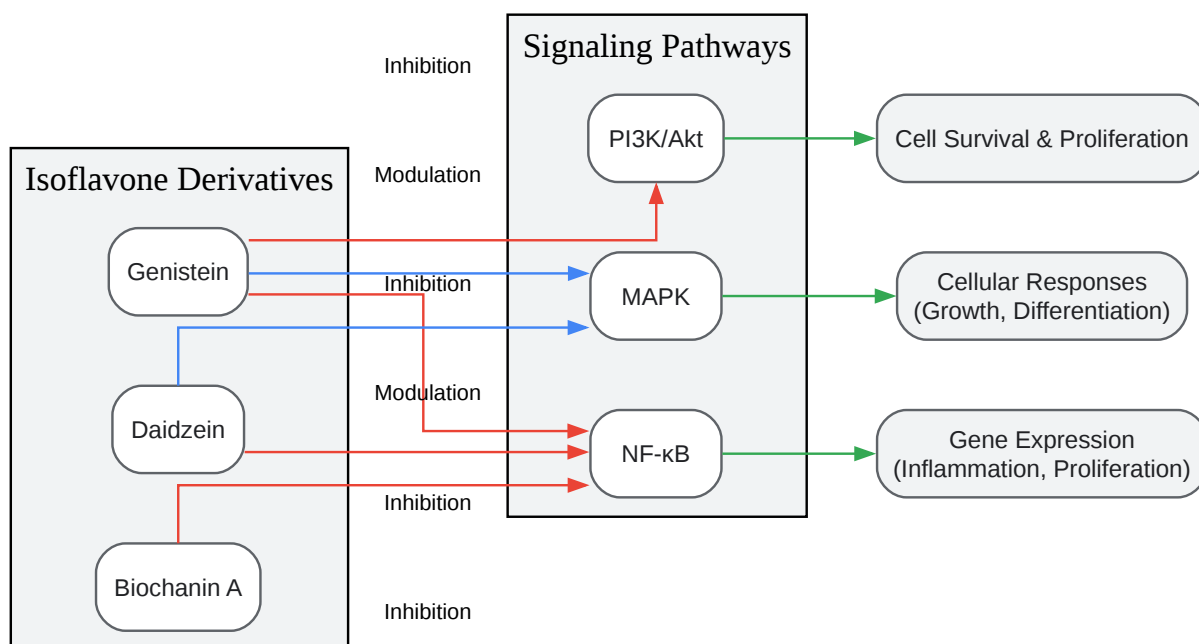 Isoflavone Derivatives
Genistein
Daidzein
Biochanin A
Inhibition
Modulation
Inhibition
Modulation
Inhibition
Inhibition
Signaling Pathways
PI3K/Akt
MAPK
NF-κB
Cell Survival & Proliferation
Cellular Responses
(Growth, Differentiation)
Gene Expression
(Inflammation, Proliferation)